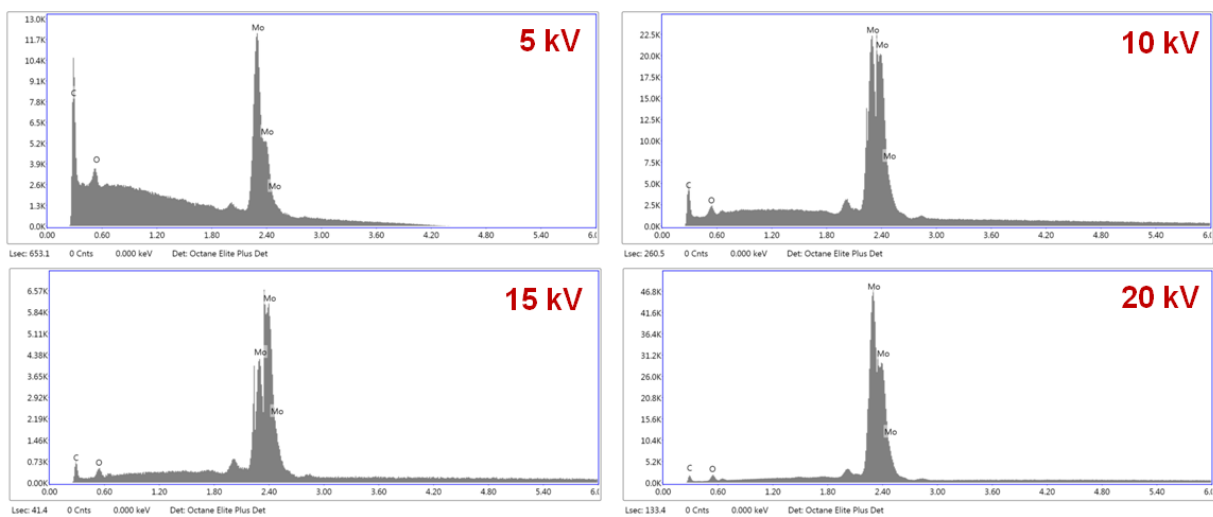 5 kV
13.0K
11.7K
10.4K
9.1K
7.8K
6.5K
5.2K
3.9K
2.6K
1.3K
0.0K
C
O
Mo
Mo
Mo
0.00 0.60 1.20 1.80 2.40 3.00 3.60 4.20 4.80 5.40 6.0
Lsec: 653.1 0 Cnts 0.000 keV Det: Octane Elite Plus Det
10 kV
22.5K
20.0K
17.5K
15.0K
12.5K
10.0K
7.5K
5.0K
2.5K
0.0K
C
O
Mo
Mo
Mo
0.00 0.60 1.20 1.80 2.40 3.00 3.60 4.20 4.80 5.40 6.0
Lsec: 260.5 0 Cnts 0.000 keV Det: Octane Elite Plus Det
15 kV
6.57K
5.84K
5.11K
4.38K
3.65K
2.92K
2.19K
1.46K
0.73K
0.00K
C
O
Mo
Mo
Mo
0.00 0.60 1.20 1.80 2.40 3.00 3.60 4.20 4.80 5.40 6.0
Lsec: 41.4 0 Cnts 0.000 keV Det: Octane Elite Plus Det
20 kV
46.8K
41.6K
36.4K
31.2K
26.0K
20.8K
15.6K
10.4K
5.2K
0.0K
C
O
Mo
Mo
Mo
0.00 0.60 1.20 1.80 2.40 3.00 3.60 4.20 4.80 5.40 6.0
Lsec: 133.4 0 Cnts 0.000 keV Det: Octane Elite Plus Det